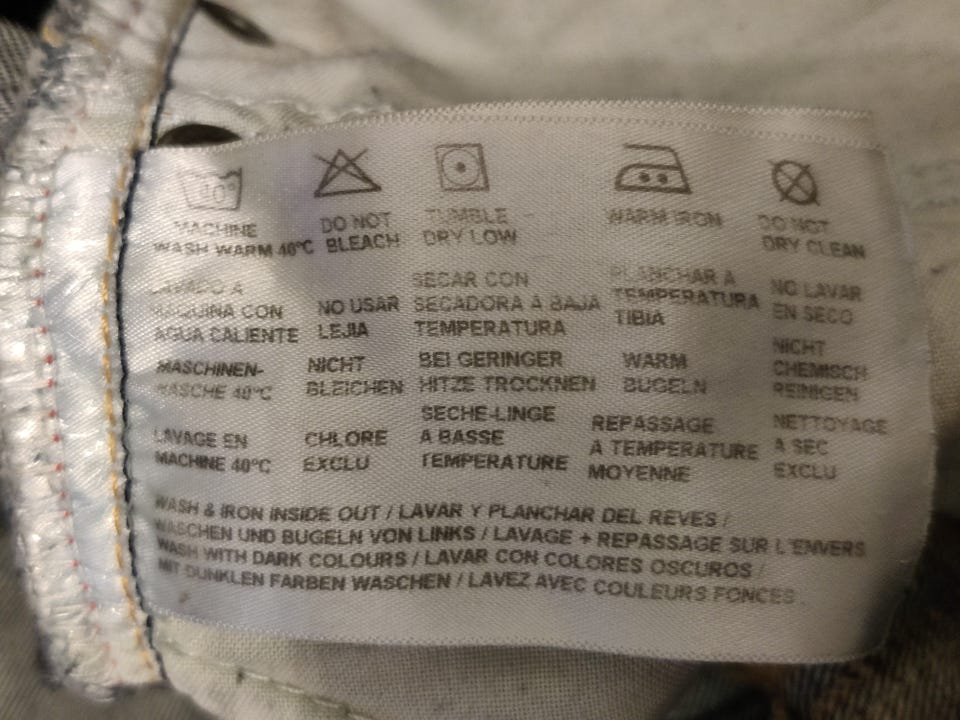 40°
MACHINE
WASH WARM 40°C
DO NOT
BLEACH
TUMBLE
DRY LOW
WARM IRON
DO NOT
DRY CLEAN
LAVADO A
MAQUINA CON
AGUA CALIENTE
NO USAR
LEJIA
SECAR CON
SECADORA A BAJA
TEMPERATURA
PLANCHAR A
TEMPERATURA
TIBIA
NO LAVAR
EN SECO
MASCHINEN-
WASCHE 40°C
NICHT
BLEICHEN
BEI GERINGER
HITZE TROCKNEN
WARM
BUGELN
NICHT
CHEMISCH
REINIGEN
LAVAGE EN
MACHINE 40°C
CHLORE
EXCLU
SECHE-LINGE
A BASSE
TEMPERATURE
REPASSAGE
A TEMPERATURE
MOYENNE
NETTOYAGE
A SEC
EXCLU
WASH & IRON INSIDE OUT / LAVAR Y PLANCHAR DEL REVES /
WASCHEN UND BUGELN VON LINKS / LAVAGE + REPASSAGE SUR L'ENVERS
WASH WITH DARK COLOURS / LAVAR CON COLORES OSCUROS /
MIT DUNKLEN FARBEN WASCHEN / LAVEZ AVEC COULEURS FONCES